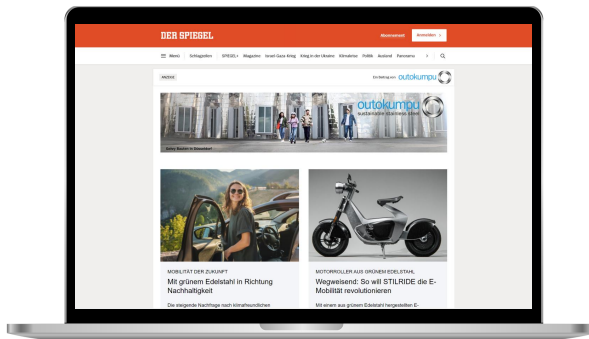 DER SPIEGEL
Abonnement
Anmelden >
Menü Schlagzeilen SPIEGEL+ Magazine Israel-Gaza-Krieg Krieg in der Ukraine Klimakrise Politik Ausland Panorama
ANZEIGE
Ein Beitrag von outokumpu
outokumpu
sustainable stainless steel
MOBILITÄT DER ZUKUNFT
Mit grünem Edelstahl in Richtung
Nachhaltigkeit
Die steigende Nachfrage nach klimafreundlichen
MOTORROLLER AUS GRÜNEM EDELSTAHL
Wegweisend: So will STILRIDE die E-
Mobilität revolutionieren
Mit einem aus grünem Edelstahl hergestellten E-